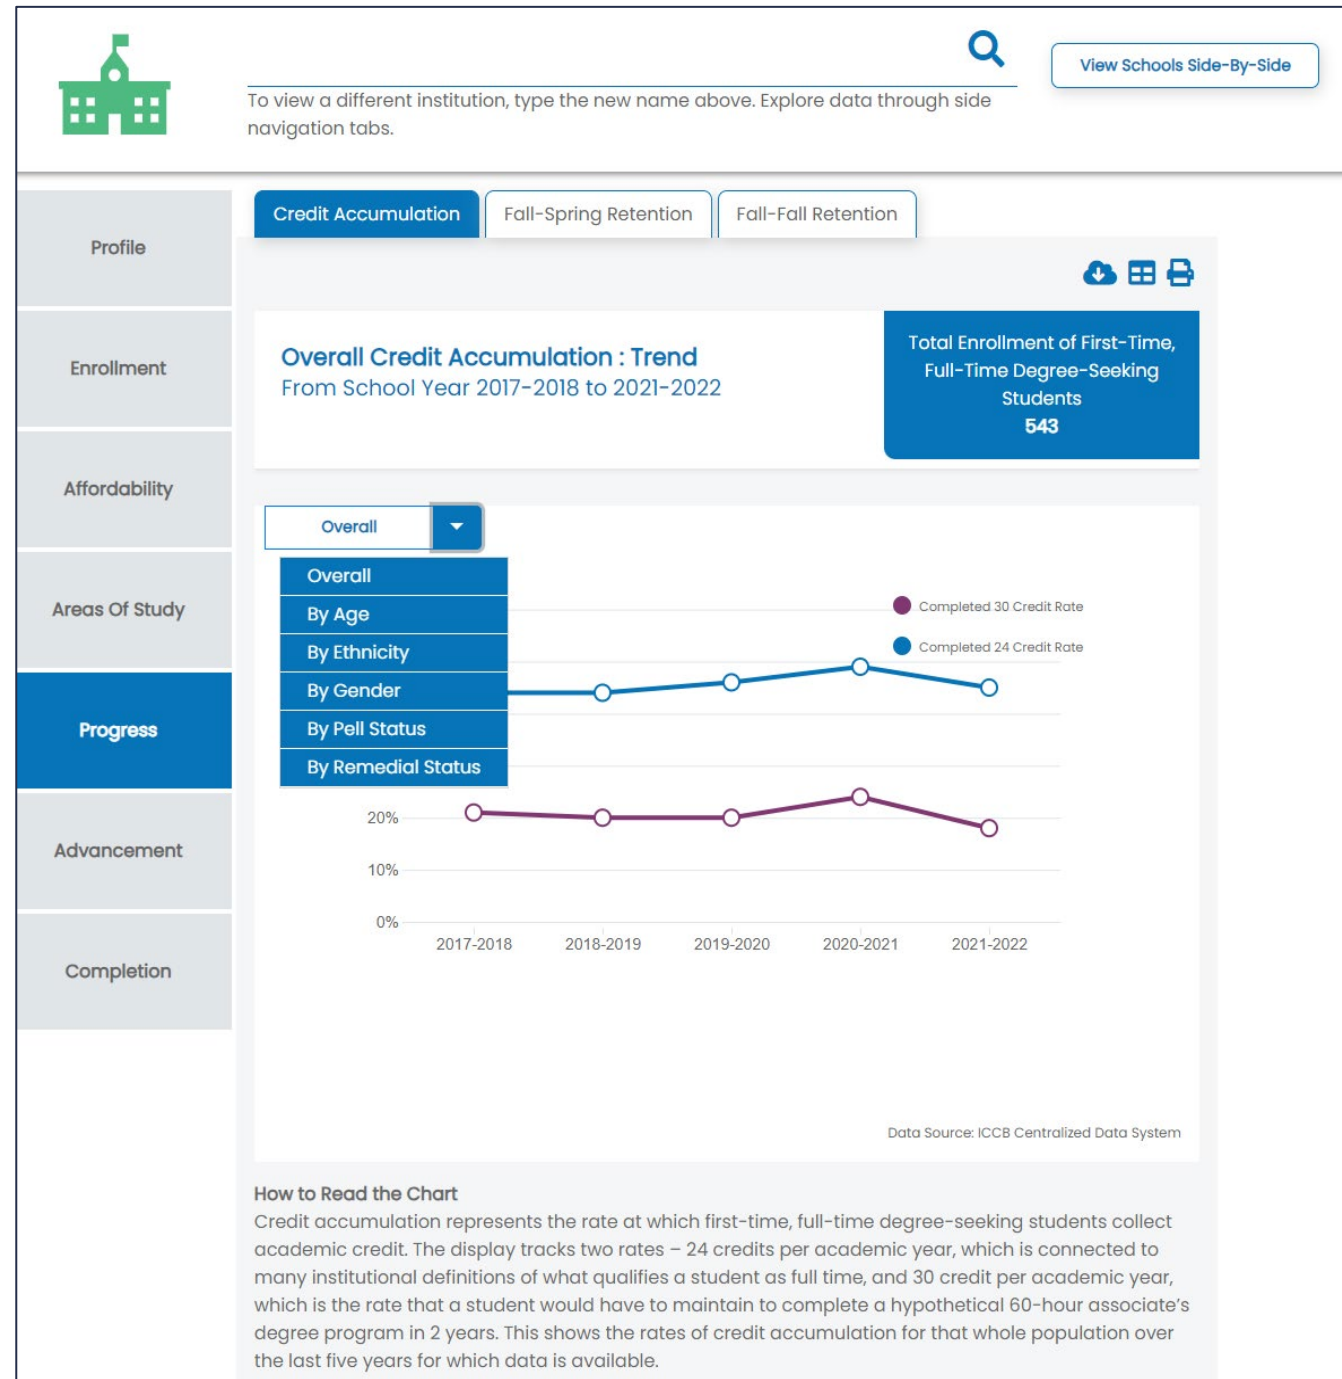 View Schools Side-By-Side
To view a different institution, type the new name above. Explore data through side
navigation tabs.
Profile
Enrollment
Affordability
Areas Of Study
Progress
Advancement
Completion
Credit Accumulation
Fall-Spring Retention
Fall-Fall Retention
Overall Credit Accumulation : Trend
From School Year 2017-2018 to 2021-2022
Total Enrollment of First-Time,
Full-Time Degree-Seeking
Students
543
Overall
Overall
By Age
By Ethnicity
By Gender
By Pell Status
By Remedial Status
Completed 30 Credit Rate
Completed 24 Credit Rate
20%
10%
0%
2017-2018
2018-2019
2019-2020
2020-2021
2021-2022
Data Source: ICCB Centralized Data System
How to Read the Chart
Credit accumulation represents the rate at which first-time, full-time degree-seeking students collect
academic credit. The display tracks two rates – 24 credits per academic year, which is connected to
many institutional definitions of what qualifies a student as full time, and 30 credit per academic year,
which is the rate that a student would have to maintain to complete a hypothetical 60-hour associate's
degree program in 2 years. This shows the rates of credit accumulation for that whole population over
the last five years for which data is available.